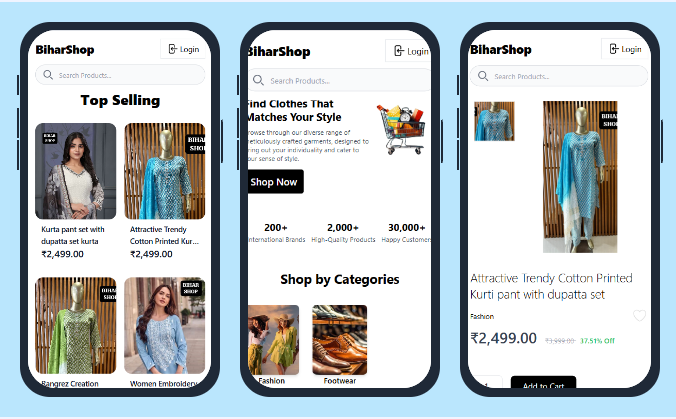 BiharShop
Login
Search Products...
Top Selling
BIHAR
SHOP
BIHAR
SHOP
Kurta pant set with
dupatta set kurta
₹2,499.00
Attractive Trendy
Cotton Printed Kur...
₹2,499.00
BIHAR
SHOP
BIHAR
SHOP
Rangrez Creation
Women Embroidery
BiharShop
Login
Search Products...
Find Clothes That
Matches Your Style
rowse through our diverse range of
neticulously crafted garments, designed to
ring out your individuality and cater to
our sense of style.
Shop Now
200+
International Brands
2,000+
High-Quality Products
30,000+
Happy Customers
Shop by Categories
Fashion
Footwear
BiharShop
Login
Search Products...
BIHAR
SHOP
Attractive Trendy Cotton Printed
Kurti pant with dupatta set
Fashion
₹2,499.00 ₹3,999.00 37.51% Off
1
Add to Cart